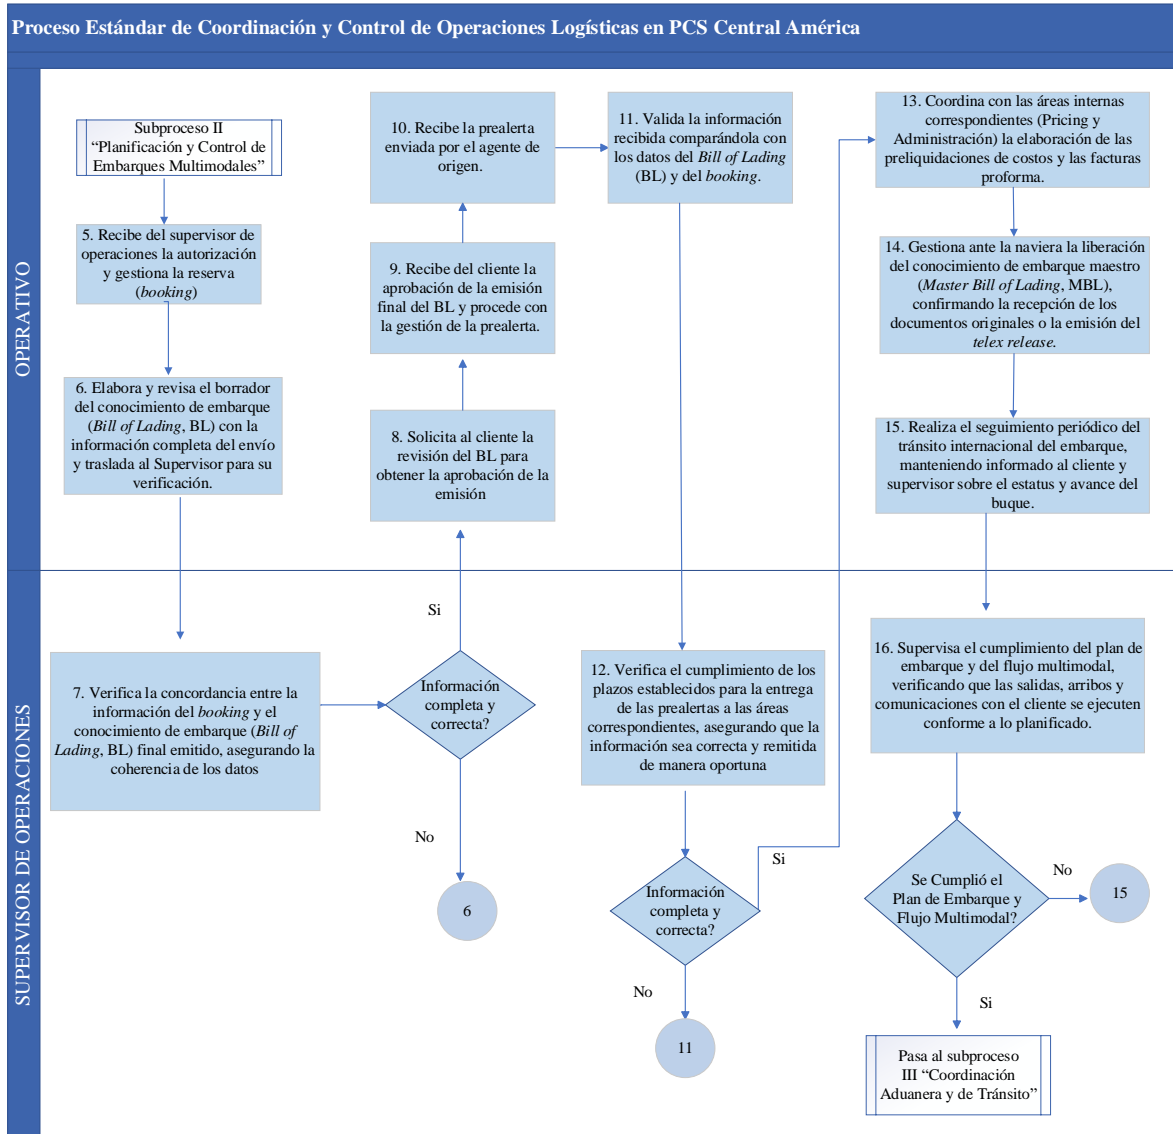 Proceso Estándar de Coordinación y Control de Operaciones Logísticas en PCS Central América
OPERATIVO
Subproceso II
“Planificación y Control de
Embarques Multimodales”
5. Recibe del supervisor de
operaciones la autorización
y gestiona la reserva
(booking)
6. Elabora y revisa el borrador
del conocimiento de embarque
(Bill of Lading, BL) con la
información completa del envío
y traslada al Supervisor para su
verificación.
10. Recibe la prealerta
enviada por el agente de
origen.
9. Recibe del cliente la
aprobación de la emisión
final del BL y procede con
la gestión de la prealerta.
8. Solicita al cliente la
revisión del BL para
obtener la aprobación de la
emisión
11. Valida la información
recibida comparándola con
los datos del Bill of Lading
(BL) y del booking.
13. Coordina con las áreas internas
correspondientes (Pricing y
Administración) la elaboración de las
preliquidaciones de costos y las facturas
proforma.
14. Gestiona ante la naviera la liberación
del conocimiento de embarque maestro
(Master Bill of Lading, MBL),
confirmando la recepción de los
documentos originales o la emisión del
telex release.
15. Realiza el seguimiento periódico del
tránsito internacional del embarque,
manteniendo informado al cliente y
supervisor sobre el estatus y avance del
buque.
SUPERVISOR DE OPERACIONES
7. Verifica la concordancia entre la
información del booking y el
conocimiento de embarque (Bill of
Lading, BL) final emitido, asegurando la
coherencia de los datos
Si
Información
completa y
correcta?
No
6
12. Verifica el cumplimiento de los
plazos establecidos para la entrega
de las prealertas a las áreas
correspondientes, asegurando que la
información sea correcta y remitida
de manera oportuna
Si
Información
completa y
correcta?
No
11
16. Supervisa el cumplimiento del plan de
embarque y del flujo multimodal,
verificando que las salidas, arribos y
comunicaciones con el cliente se ejecuten
conforme a lo planificado.
Se Cumplió el
Plan de Embarque y
Flujo Multimodal?
No
15
Si
Pasa al subproceso
III “Coordinación
Aduanera y de Tránsito”